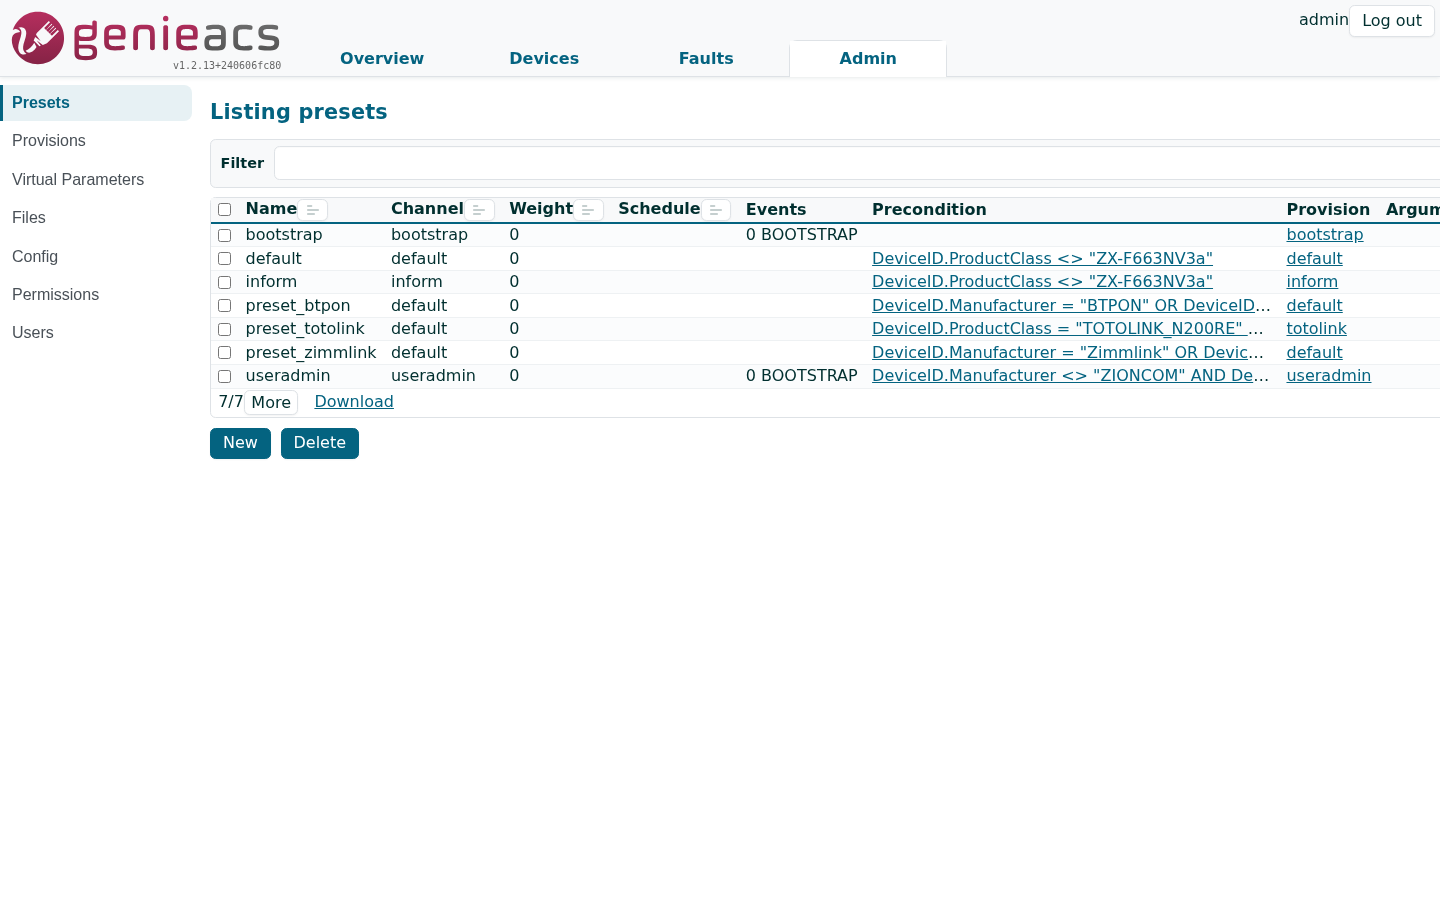 genieacs
v1.2.13+240606fc80
Overview Devices Faults Admin
admin Log out
Presets
Provisions
Virtual Parameters
Files
Config
Permissions
Users
Listing presets
Filter
Name Channel Weight Schedule Events Precondition Provision Argum
bootstrap bootstrap 0 0 BOOTSTRAP bootstrap
default default 0 DeviceID.ProductClass <> "ZX-F663NV3a" default
inform inform 0 DeviceID.ProductClass <> "ZX-F663NV3a" inform
preset_btpon default 0 DeviceID.Manufacturer = "BTPON" OR DeviceID… default
preset_totolink default 0 DeviceID.ProductClass = "TOTOLINK_N200RE" … totolink
preset_zimmlink default 0 DeviceID.Manufacturer = "Zimmlink" OR Devic… default
useradmin useradmin 0 0 BOOTSTRAP DeviceID.Manufacturer <> "ZIONCOM" AND De… useradmin
7/7 More Download
New Delete